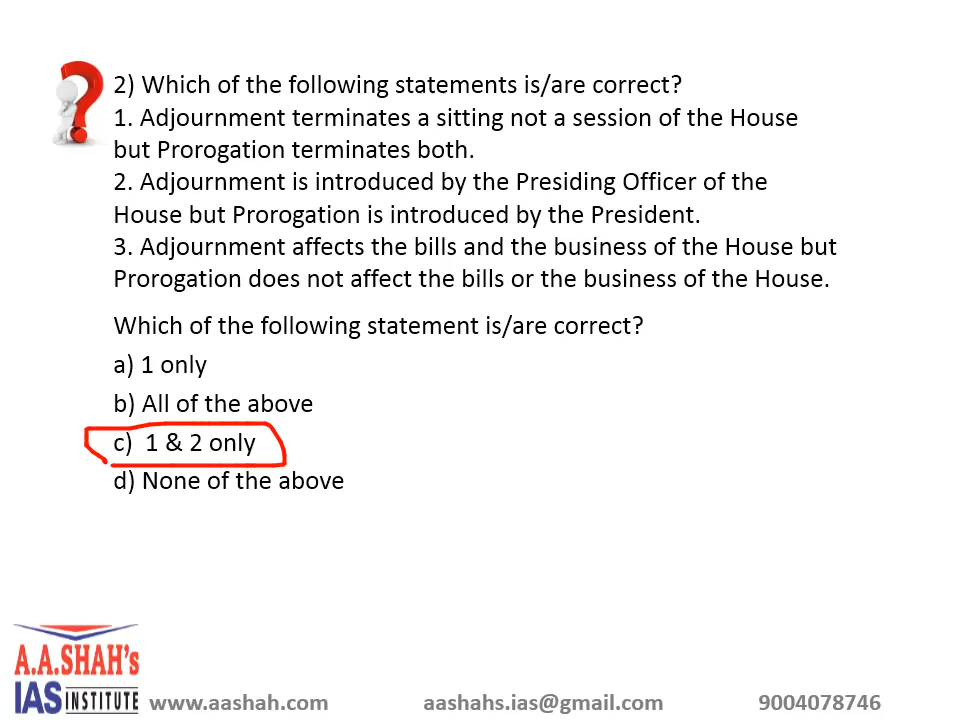 2) Which of the following statements is/are correct?
1. Adjournment terminates a sitting not a session of the House
but Prorogation terminates both.
2. Adjournment is introduced by the Presiding Officer of the
House but Prorogation is introduced by the President.
3. Adjournment affects the bills and the business of the House but
Prorogation does not affect the bills or the business of the House.
Which of the following statement is/are correct?
a) 1 only
b) All of the above
c) 1 & 2 only
d) None of the above
A.A.SHAH's
IAS INSTITUTE
www.aashah.com aashahs.ias@gmail.com 9004078746